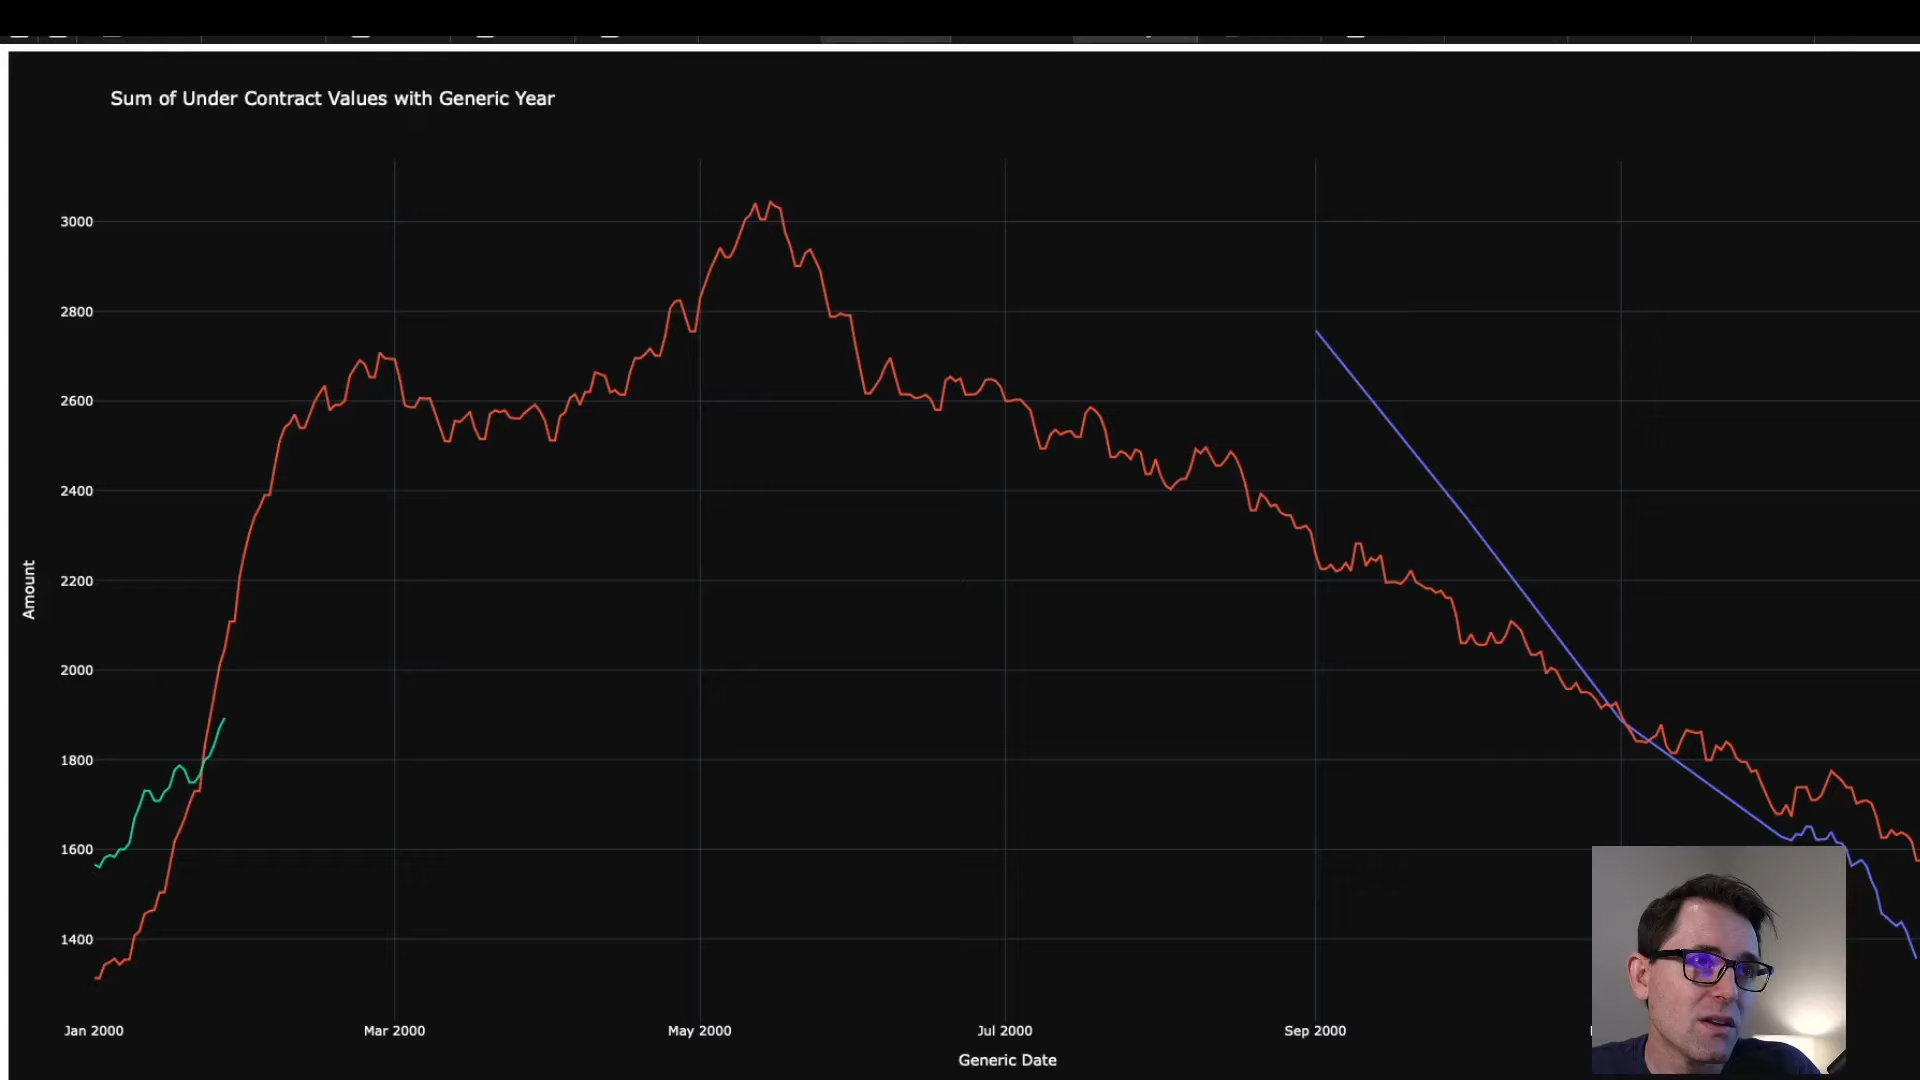 Sum of Under Contract Values with Generic Year
3000
2800
2600
2400
2200
2000
1800
1600
1400
Amount
Jan 2000
Mar 2000
May 2000
Jul 2000
Sep 2000
Generic Date